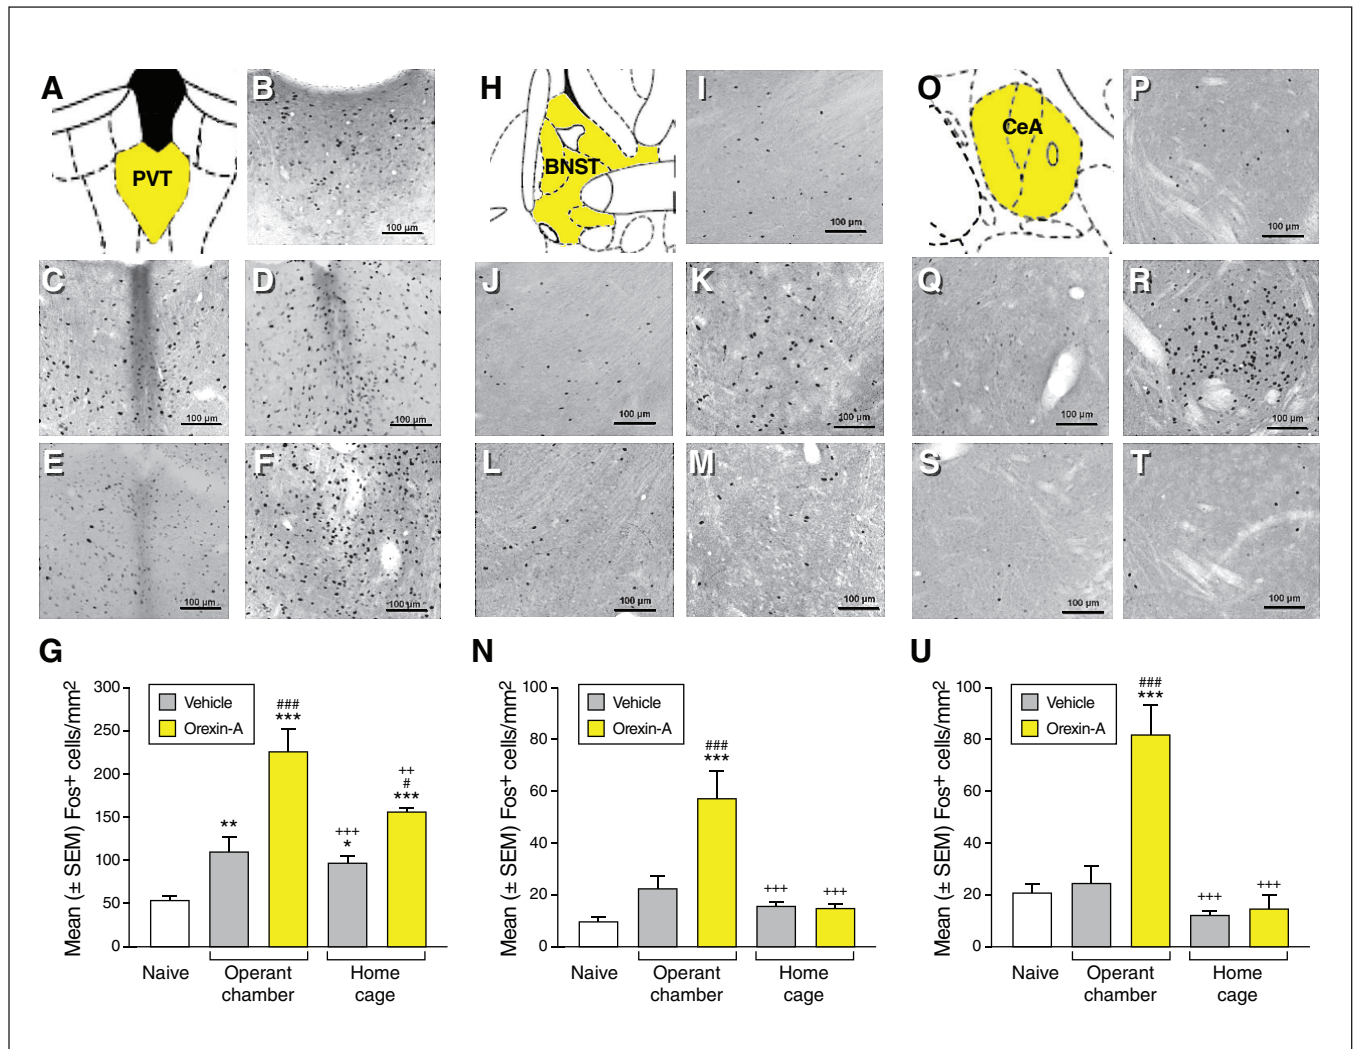 A
PVT
B
100 µm
H
BNST
I
100 µm
O
CeA
P
100 µm
C
100 µm
D
100 µm
J
100 µm
K
100 µm
Q
100 µm
R
100 µm
E
100 µm
F
100 µm
L
100 µm
M
100 µm
S
100 µm
T
100 µm
G
Mean (± SEM) Fos+ cells/mm2
300
250
200
150
100
50
0
Vehicle
Orexin-A
**
###
***
+++
*
++
#
***
Naive
Operant
chamber
Home
cage
N
Mean (± SEM) Fos+ cells/mm2
100
80
60
40
20
0
Vehicle
Orexin-A
###
***
+++
+++
Naive
Operant
chamber
Home
cage
U
Mean (± SEM) Fos+ cells/mm2
100
80
60
40
20
0
Vehicle
Orexin-A
###
***
+++
+++
Naive
Operant
chamber
Home
cage